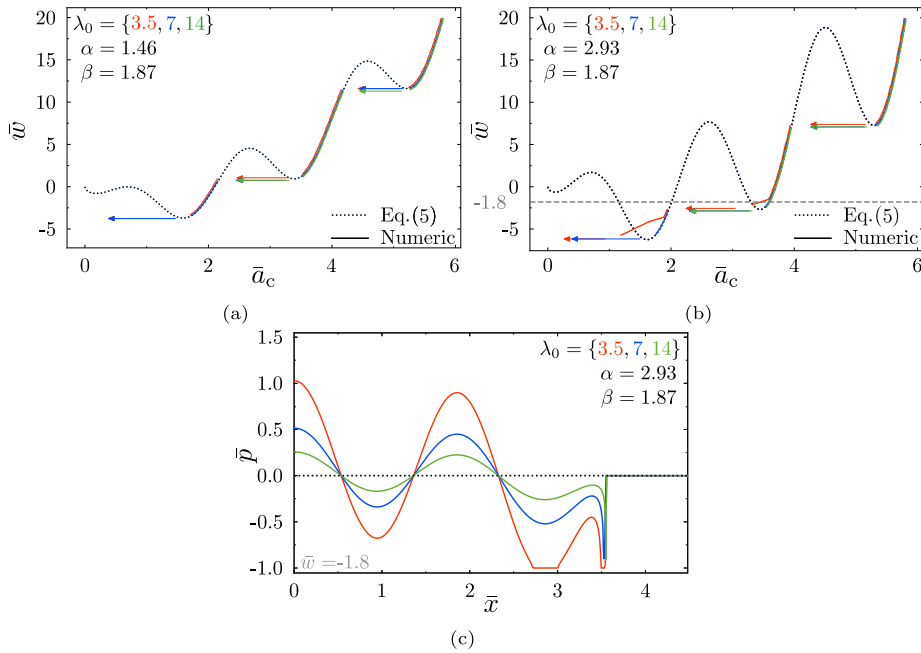 20
15
10
5
0
-5
w̄
λ₀ = {3.5, 7, 14}
α = 1.46
β = 1.87
Eq.(5)
Numeric
0 2 4 6
ā_c
(a)
20
15
10
5
0
-1.8
-5
w̄
λ₀ = {3.5, 7, 14}
α = 2.93
β = 1.87
Eq.(5)
Numeric
0 2 4 6
ā_c
(b)
1.5
1.0
0.5
0.0
-0.5
-1.0
p̄
λ₀ = {3.5, 7, 14}
α = 2.93
β = 1.87
w̄ =-1.8
0 1 2 3 4
x̄
(c)